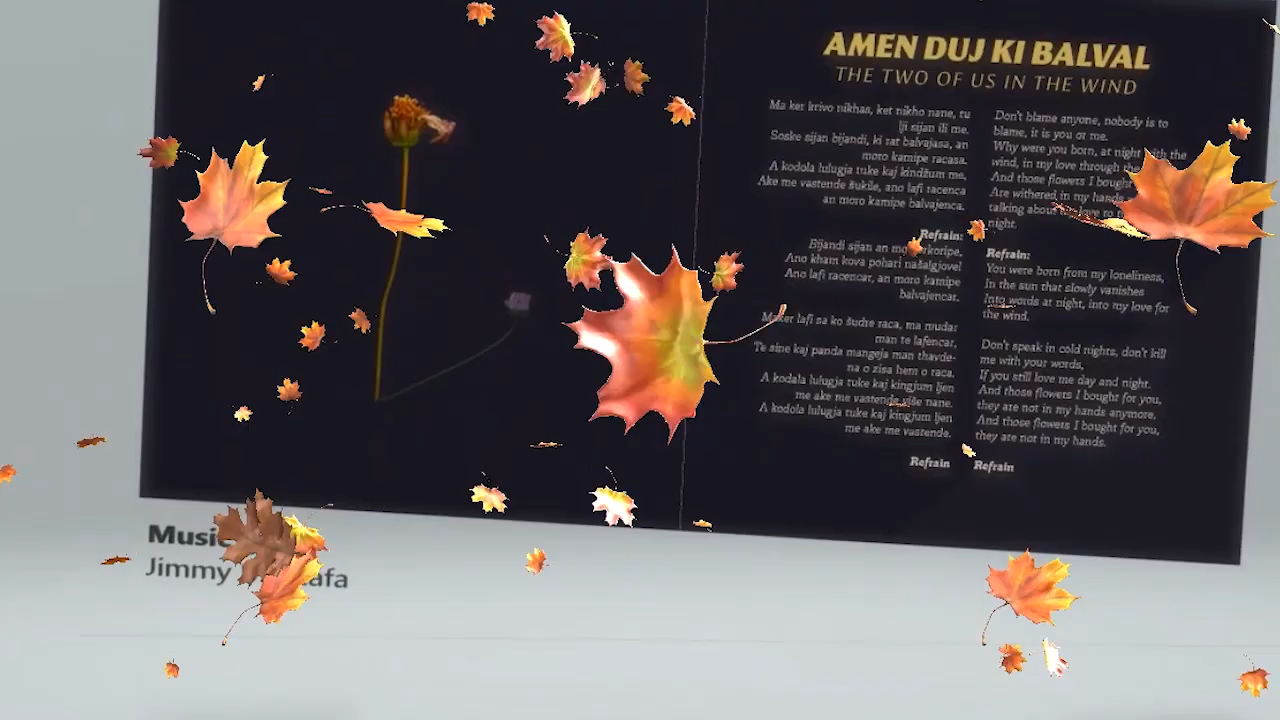 AMEN DUJ KI BALVAL
THE TWO OF US IN THE WIND
Ma ker krivo nikhas, ket nikho nane, tu
lji sijan ili me.
Soske sijan bijandi, ki rat balvajasa, an
moro kamipe racasa.
A kodola lulugja tuke kaj kindžum me,
Ake me vastende šukile, ano lafi racenca
an moro kamipe balvajenca.
Refrain:
Bijandi sijan an mo
Ano kham kova pohari našalgjovel
Ano lafi racencar, an moro kamipe
balvajencar.
lafi sa ko šudre raca, ma mudar
man te lafencar,
Te sine kaj panda mangeja man thavde-
na o zisa hem o raca.
A kodala lulugja tuke kaj kingjum ljen
me ake me vastende više nane.
A kodola lulugja tuke kaj kingjum ljen
me ake me vastende.
Refrain
Don't blame anyone, nobody is to
blame, it is you or me.
Why were you born, at night with the
wind, in my love through the
And those flowers I bought
Are withered in my hands
talking about love to
night.
Refrain:
You were born from my loneliness,
In the sun that slowly vanishes
Into words at night, into my love for
the wind.
Don't speak in cold nights, don't kill
me with your words,
If you still love me day and night.
And those flowers I bought for you,
they are not in my hands anymore.
And those flowers I bought for you,
they are not in my hands.
Refrain
Music
Jimmy